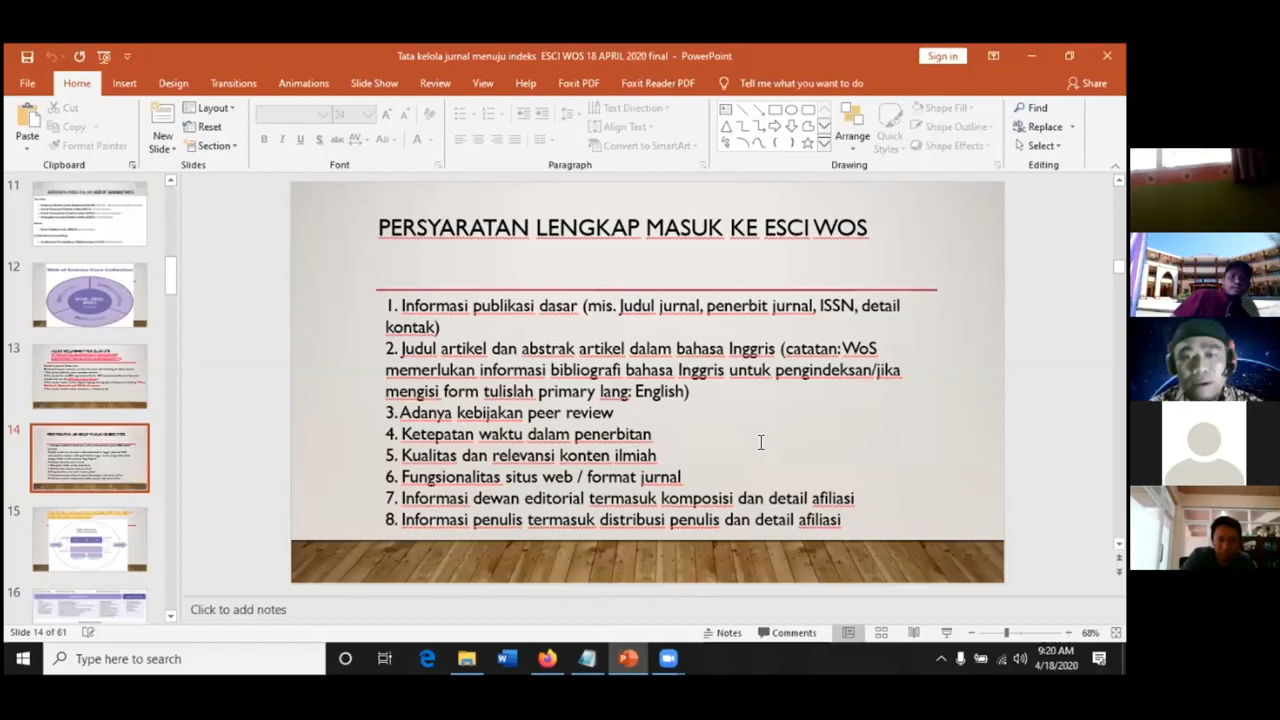 Tata kelola jurnal menuju indeks ESCI WOS 18 APRIL 2020 final - PowerPoint
Sign in
File Home Insert Design Transitions Animations Slide Show Review View Help Foxit PDF Foxit Reader PDF Tell me what you want to do Share
Paste
Cut
Copy
Format Painter
Clipboard
New Slide
Layout
Reset
Section
Slides
24
Font
Text Direction
Align Text
Convert to SmartArt
Paragraph
Arrange
Quick Styles
Shape Fill
Shape Outline
Shape Effects
Drawing
Find
Replace
Select
Editing
11
12
Web of Science Core Collection
13
14
15
16
PERSYARATAN LENGKAP MASUK KE ESCI WOS
1. Informasi publikasi dasar (mis. Judul jurnal, penerbit jurnal, ISSN, detail
kontak)
2. Judul artikel dan abstrak artikel dalam bahasa Inggris (catatan: WoS
memerlukan informasi bibliografi bahasa Inggris untuk pengindeksan/jika
mengisi form tulislah primary lang: English)
3. Adanya kebijakan peer review
4. Ketepatan waktu dalam penerbitan
5. Kualitas dan relevansi konten ilmiah
6. Fungsionalitas situs web / format jurnal
7. Informasi dewan editorial termasuk komposisi dan detail afiliasi
8. Informasi penuis termasuk distribusi penulis dan detail afiliasi
Click to add notes
Slide 14 of 61
Notes Comments 68%
Type here to search
9:20 AM
4/18/2020